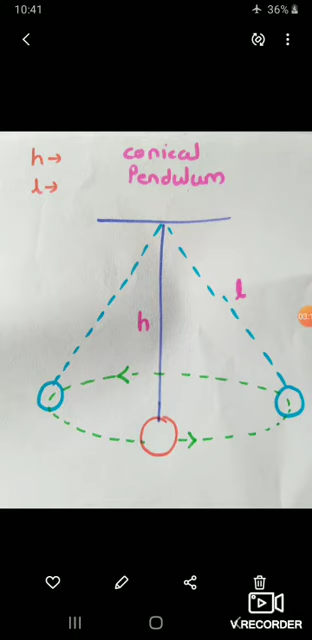 10:41
36%
h→
conical
Pendulum
l→
l
h
V.RECORDER